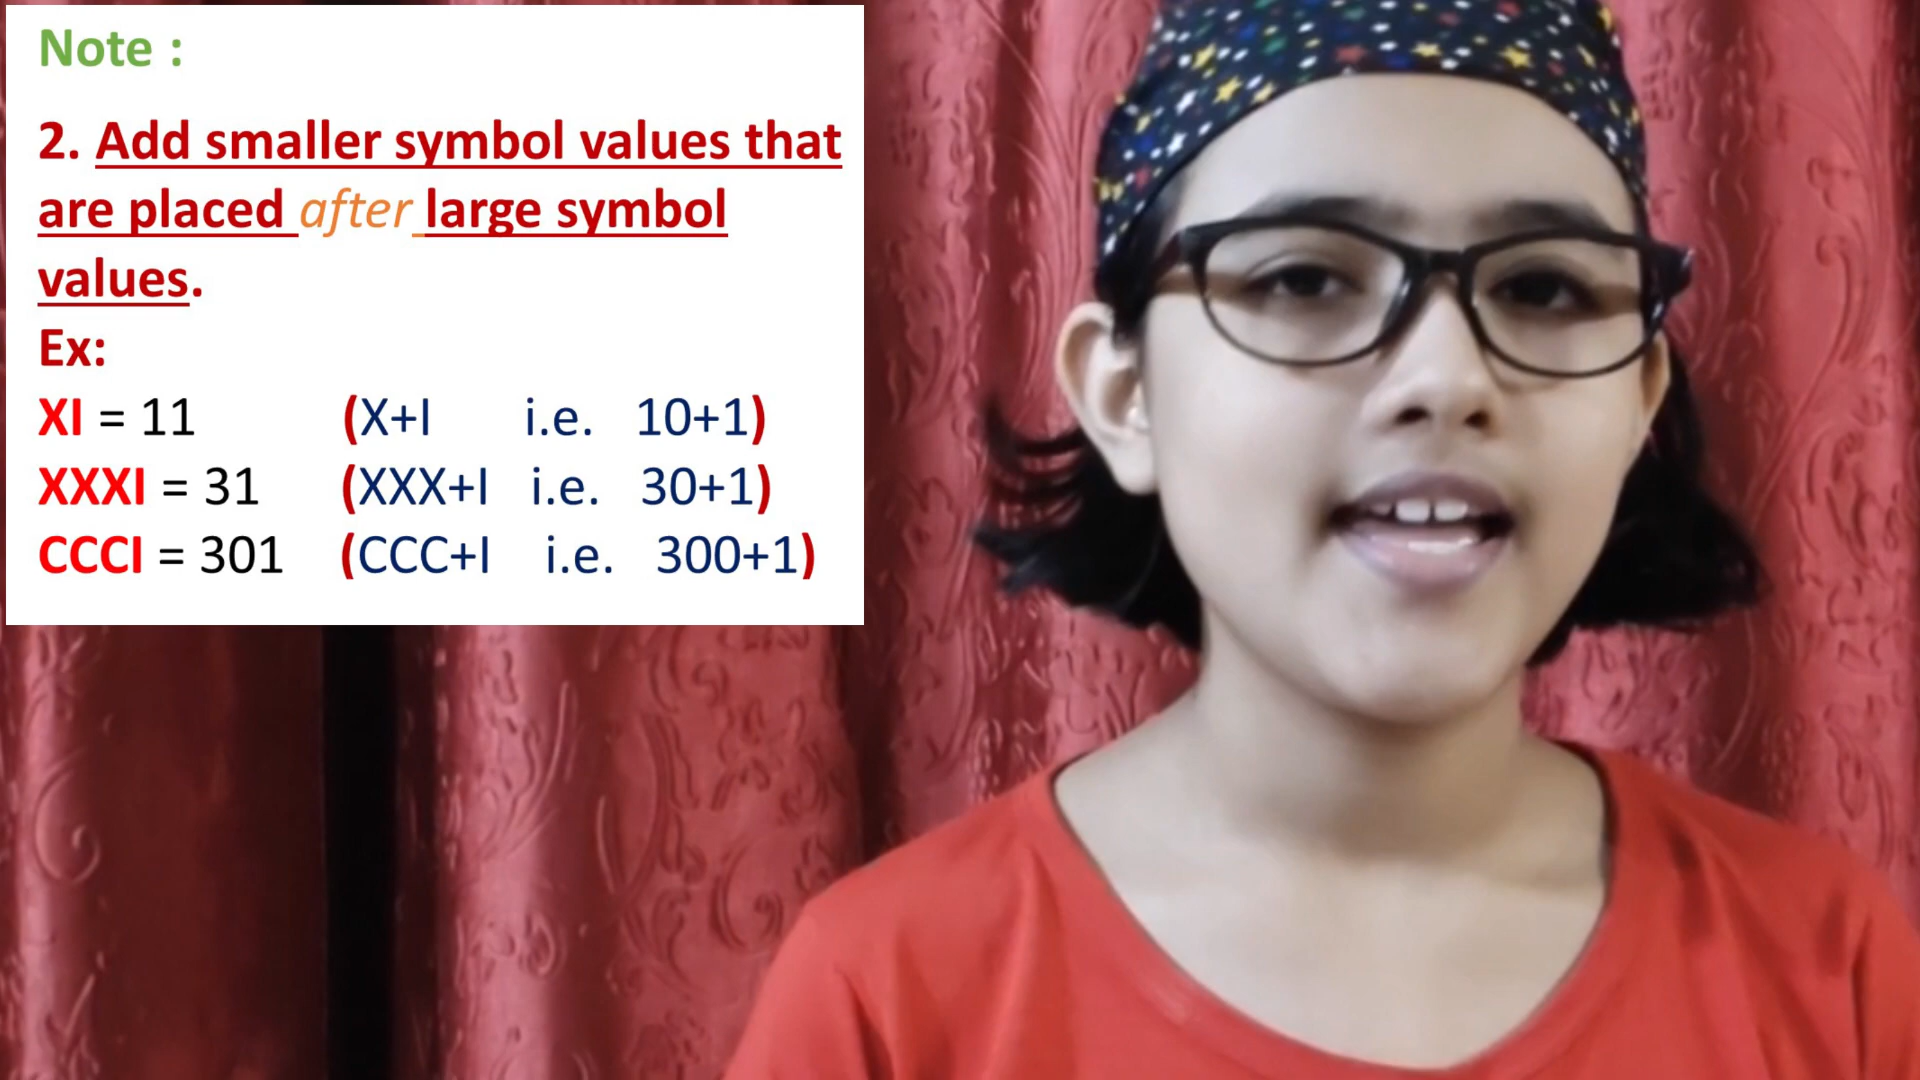 Note :
2. Add smaller symbol values that
are placed after large symbol
values.
Ex:
XI = 11 (X+I i.e. 10+1)
XXXI = 31 (XXX+I i.e. 30+1)
CCCI = 301 (CCC+I i.e. 300+1)